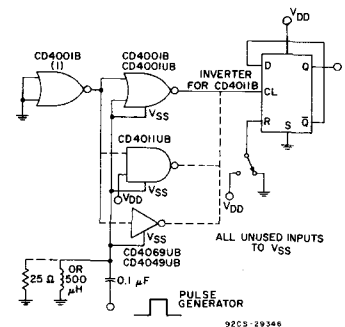 VDD
CD4001B
(1)
CD4001B
CD4001UB
INVERTER
FOR CD4011B
D
Q
CL
VSS
R
S
Q
CD4011UB
VSS
VDD
VDD
VSS
ALL UNUSED INPUTS
TO VSS
CD4069UB
CD4049UB
25 Ω
OR
500
μH
0.1 μF
PULSE
GENERATOR
92CS-29346